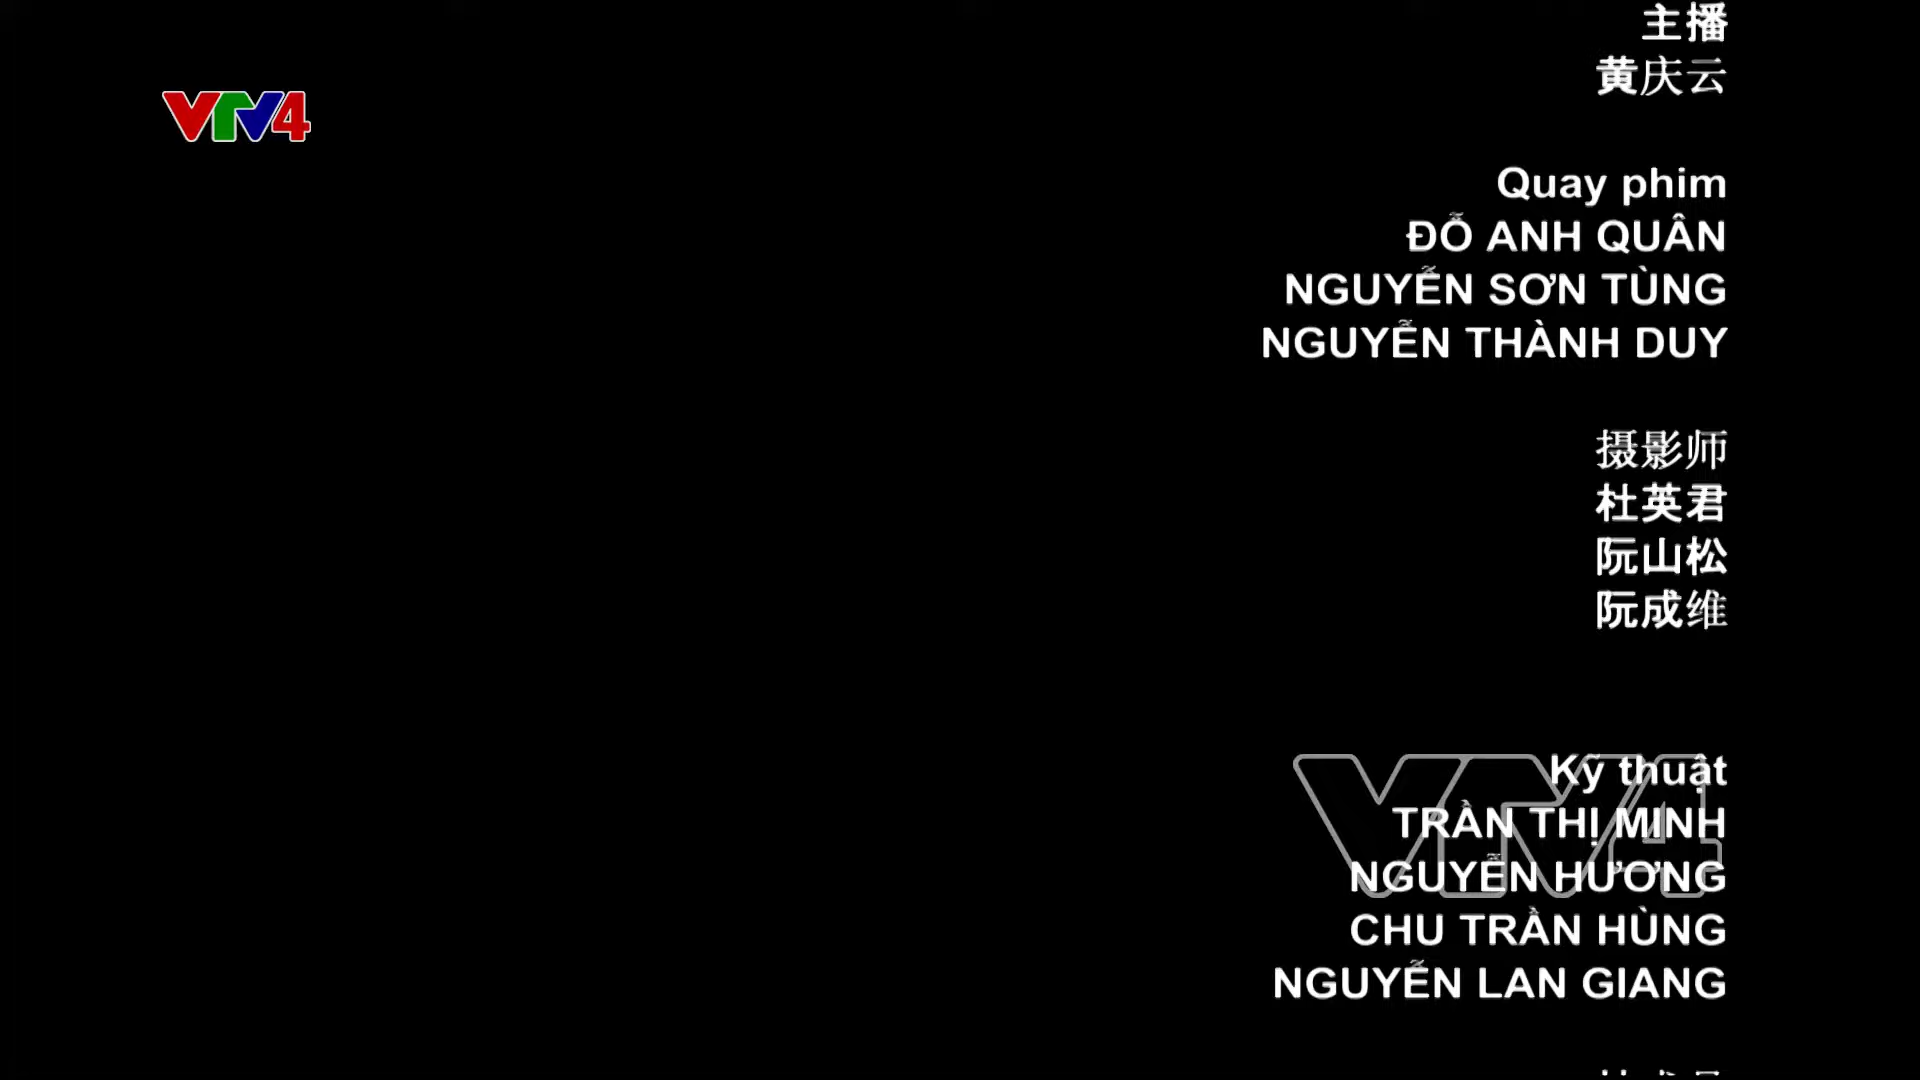 主播
黄庆云
VTV4
Quay phim
ĐỖ ANH QUÂN
NGUYỄN SƠN TÙNG
NGUYỄN THÀNH DUY
摄影师
杜英君
阮山松
阮成维
VTV4
Kỹ thuật
TRẦN THỊ MINH
NGUYỄN HƯƠNG
CHU TRẦN HÙNG
NGUYỄN LAN GIANG